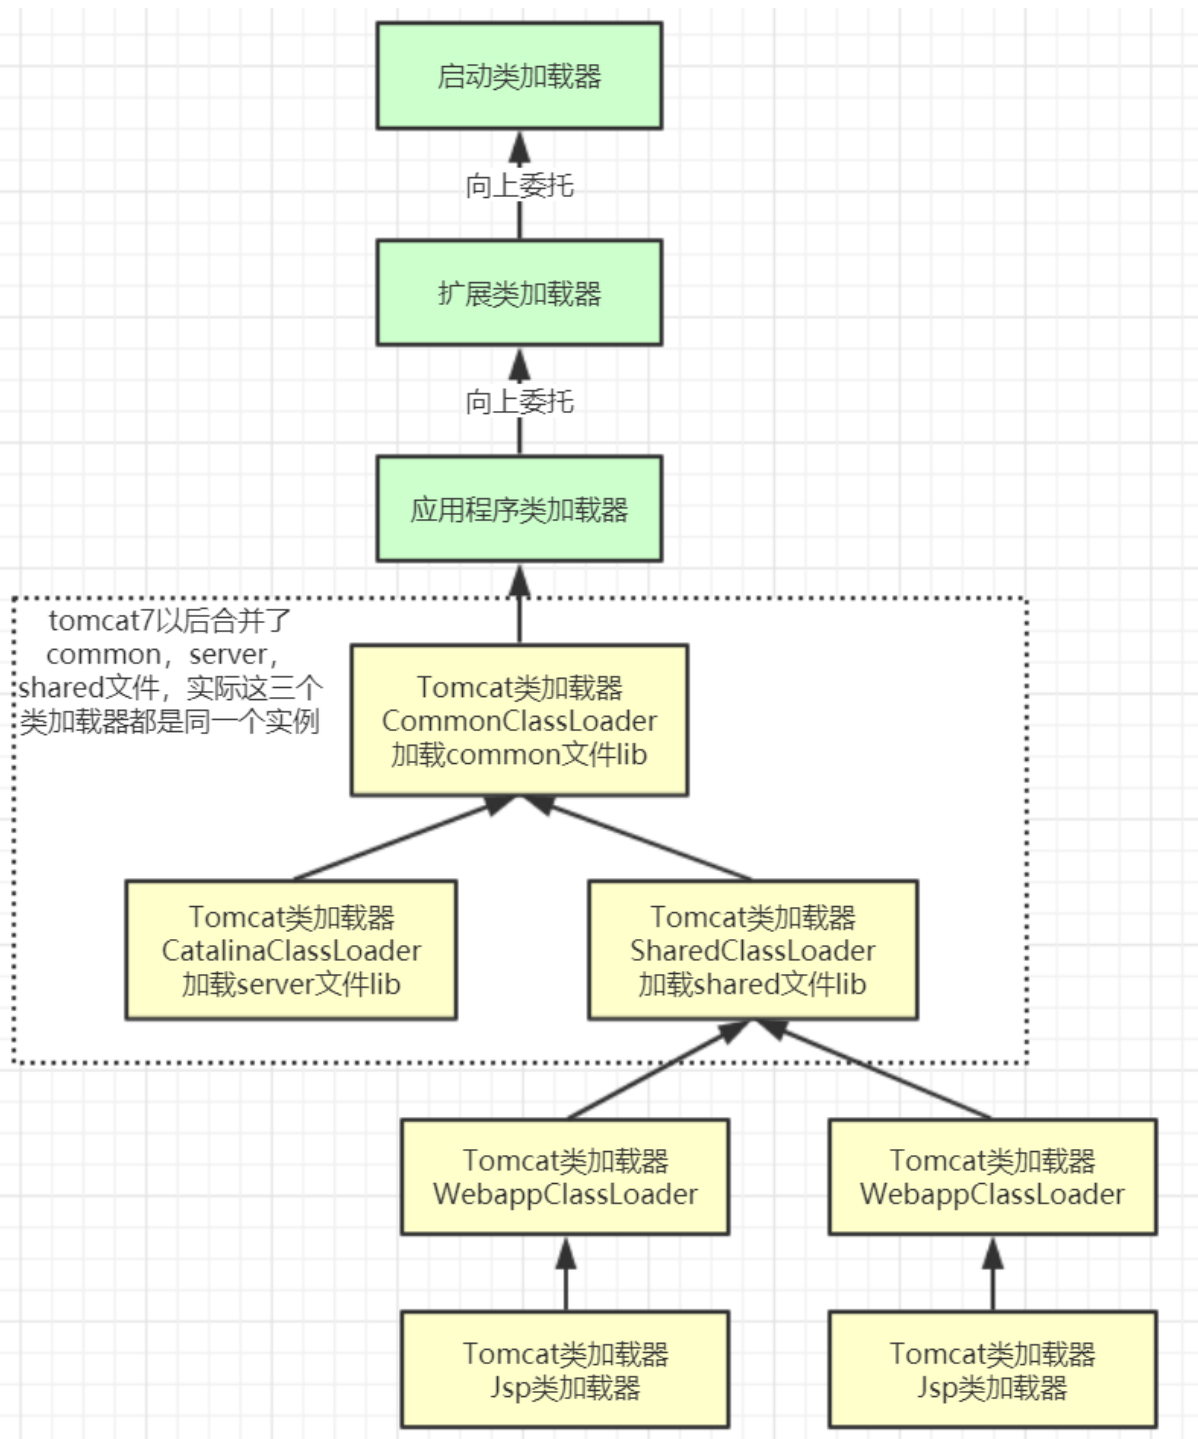 启动类加载器
向上委托
扩展类加载器
向上委托
应用程序类加载器
tomcat7以后合并了
common，server，
shared文件，实际这三个
类加载器都是同一个实例
Tomcat类加载器
CommonClassLoader
加载common文件lib
Tomcat类加载器
CatalinaClassLoader
加载server文件lib
Tomcat类加载器
SharedClassLoader
加载shared文件lib
Tomcat类加载器
WebappClassLoader
Tomcat类加载器
WebappClassLoader
Tomcat类加载器
Jsp类加载器
Tomcat类加载器
Jsp类加载器